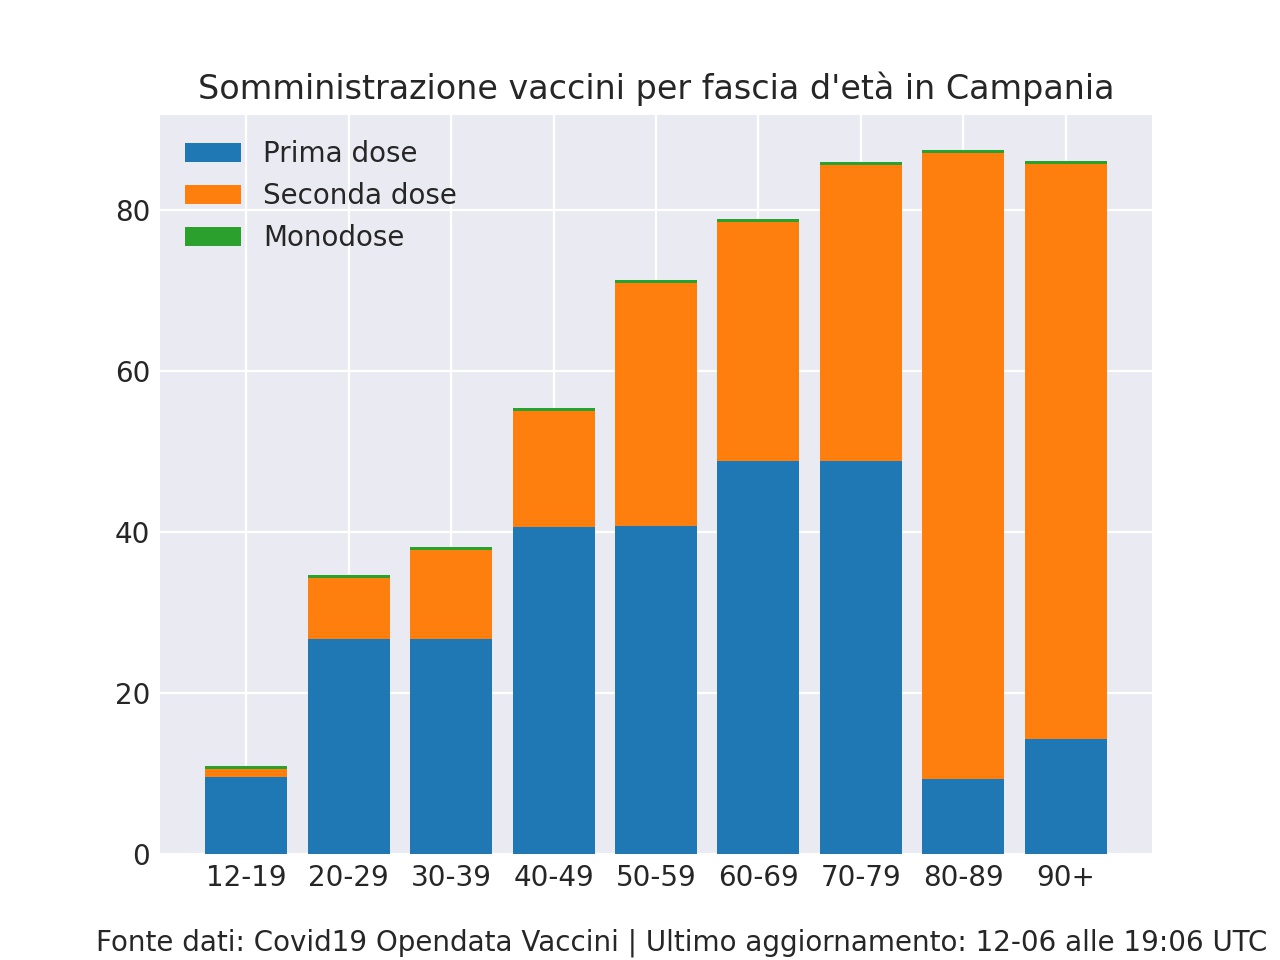 Somministrazione vaccini per fascia d'età in Campania
Prima dose
Seconda dose
Monodose
80
60
40
20
0
12-19 20-29 30-39 40-49 50-59 60-69 70-79 80-89 90+
Fonte dati: Covid19 Opendata Vaccini | Ultimo aggiornamento: 12-06 alle 19:06 UTC